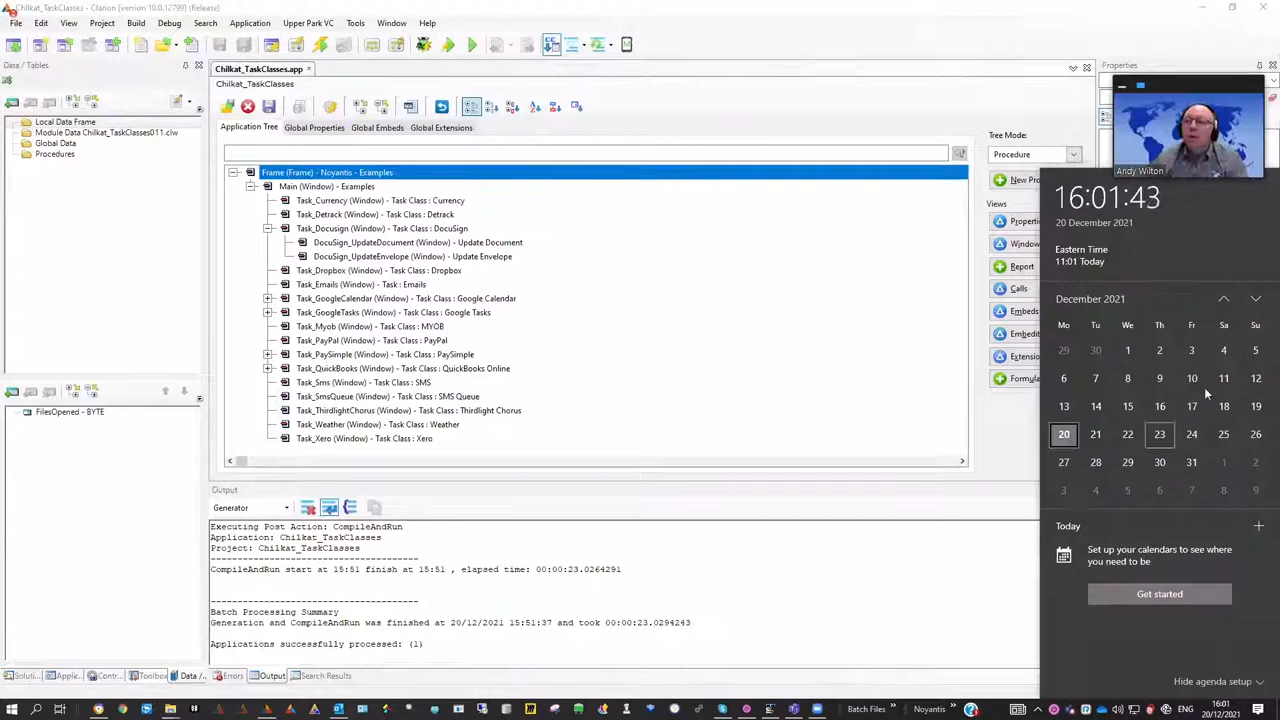 Chilkat_TaskClasses - Clarion (version 10.0.12799) (Release)
File Edit View Project Build Debug Search Application Upper Park VC Tools Window Help
Data / Tables
Local Data Frame
Module Data Chilkat_TaskClasses011.clw
Global Data
Procedures
FilesOpened - BYTE
Chilkat_TaskClasses.app
Chilkat_TaskClasses
Application Tree Global Properties Global Embeds Global Extensions
Frame (Frame) - Noyantis - Examples
Main (Window) - Examples
Task_Currency (Window) - Task Class : Currency
Task_Detrack (Window) - Task Class : Detrack
Task_Docusign (Window) - Task Class : DocuSign
DocuSign_UpdateDocument (Window) - Update Document
DocuSign_UpdateEnvelope (Window) - Update Envelope
Task_Dropbox (Window) - Task Class : Dropbox
Task_Emails (Window) - Task : Emails
Task_GoogleCalendar (Window) - Task Class : Google Calendar
Task_GoogleTasks (Window) - Task Class : Google Tasks
Task_Myob (Window) - Task Class : MYOB
Task_PayPal (Window) - Task Class : PayPal
Task_PaySimple (Window) - Task Class : PaySimple
Task_QuickBooks (Window) - Task Class : QuickBooks Online
Task_Sms (Window) - Task Class : SMS
Task_SmsQueue (Window) - Task Class : SMS Queue
Task_ThirdlightChorus (Window) - Task Class : Thirdlight Chorus
Task_Weather (Window) - Task Class : Weather
Task_Xero (Window) - Task Class : Xero
Tree Mode:
Procedure
New Pro
Views
Properti
Window
Report
Calls
Embeds
Embedit
Extensio
Formula
Properties
Andy Wilton
16:01:43
20 December 2021
Eastern Time
11:01 Today
December 2021
Mo Tu We Th Fr Sa Su
29 30 1 2 3 4 5
6 7 8 9 10 11 12
13 14 15 16 17 18 19
20 21 22 23 24 25 26
27 28 29 30 31 1 2
3 4 5 6 7 8 9
Today
Set up your calendars to see where
you need to be
Get started
Hide agenda setup
Output
Generator
Executing Post Action: CompileAndRun
Application: Chilkat_TaskClasses
Project: Chilkat_TaskClasses
---------------------------------------
CompileAndRun start at 15:51 finish at 15:51 , elapsed time: 00:00:23.0264291
---------------------------------------
Batch Processing Summary
Generation and CompileAndRun was finished at 20/12/2021 15:51:37 and took 00:00:23.0294243
Applications successfully processed: (1)
Soluti... Applic... Contr... Toolbox Data /... Errors Output Search Results
Batch Files Noyantis 16:01
20/12/2021